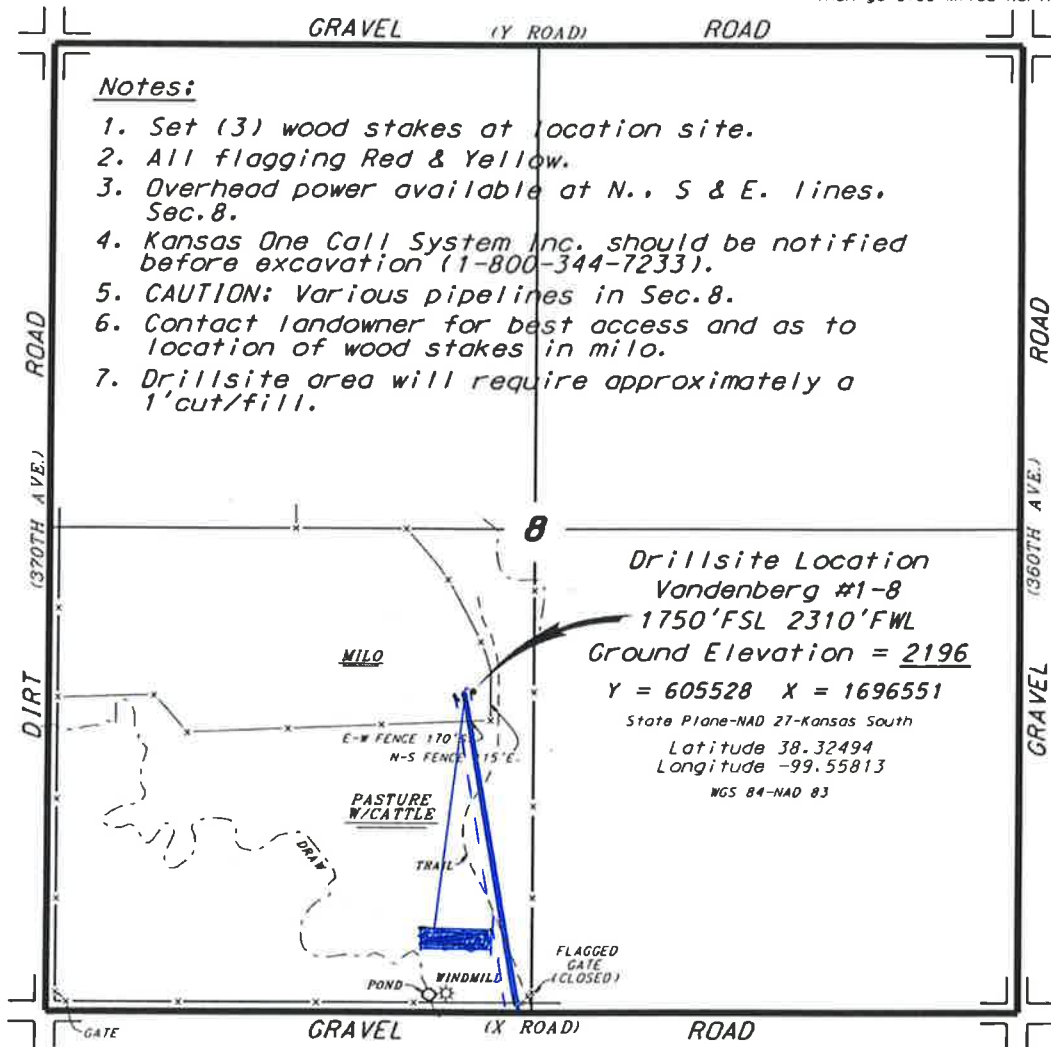 GRAVEL (Y ROAD) ROAD
Notes:
1. Set (3) wood stakes at location site.
2. All flagging Red & Yellow.
3. Overhead power available at N., S & E. lines.
Sec.8.
4. Kansas One Call System Inc. should be notified
before excavation (1-800-344-7233).
5. CAUTION: Various pipelines in Sec.8.
6. Contact landowner for best access and as to
location of wood stakes in milo.
7. Drillsite area will require approximately a
1'cut/fill.
DIRT (370TH AVE.) ROAD
GRAVEL (360TH AVE.) ROAD
8
Drillsite Location
Vandenberg #1-8
1750'FSL 2310'FWL
Ground Elevation = 2196
Y = 605528 X = 1696551
State Plane-NAD 27-Kansas South
Latitude 38.32494
Longitude -99.55813
WGS 84-NAD 83
MILO
E-W FENCE 170'S.
N-S FENCE 15'E.
PASTURE
W/CATTLE
DRAW
TRAIL
FLAGGED
GATE
(CLOSED)
WINDMILL
POND
GATE
GRAVEL (X ROAD) ROAD